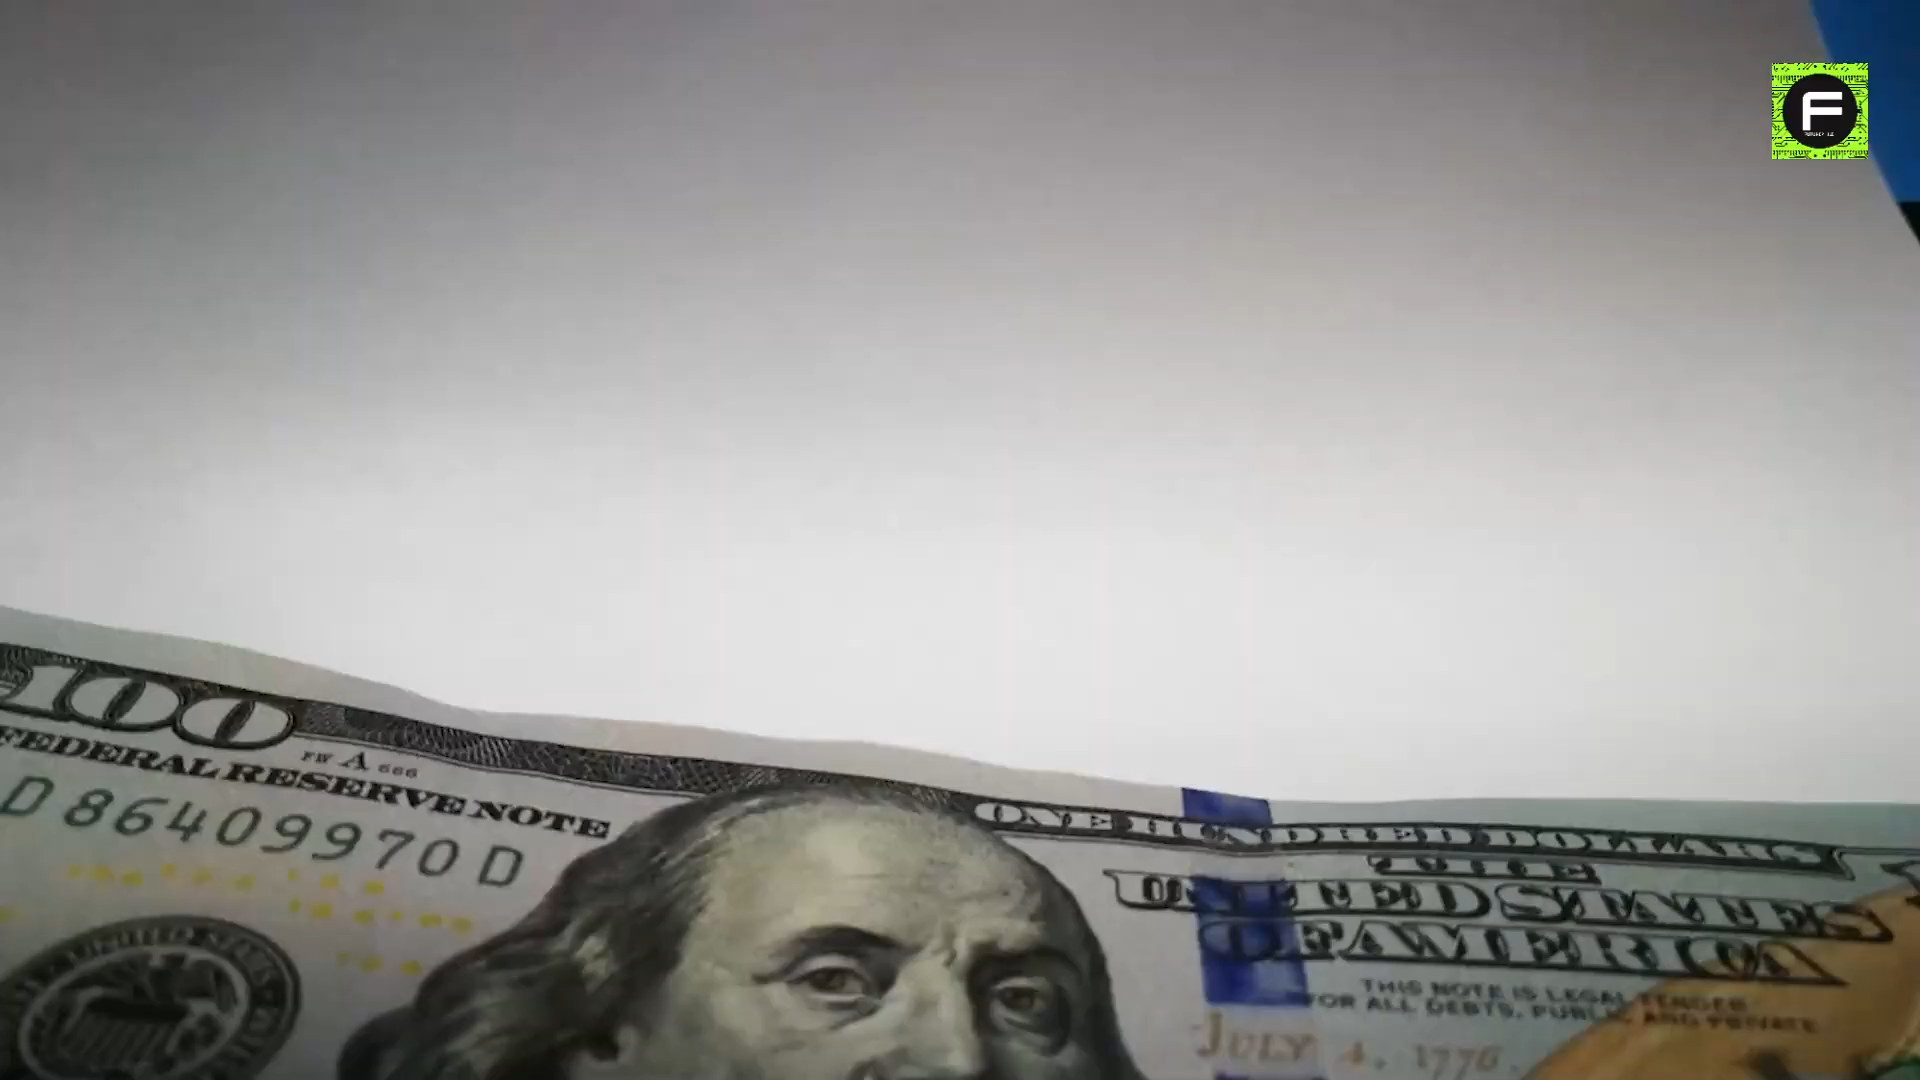 F
100
FEDERAL RESERVE NOTE
FW A 666
D 86409970 D
ONE HUNDRED DOLLARS
THE
UNITED STATES
OF AMERICA
THIS NOTE IS LEGAL TENDER
FOR ALL DEBTS, PUBLIC AND PRIVATE
JULY 4, 1776